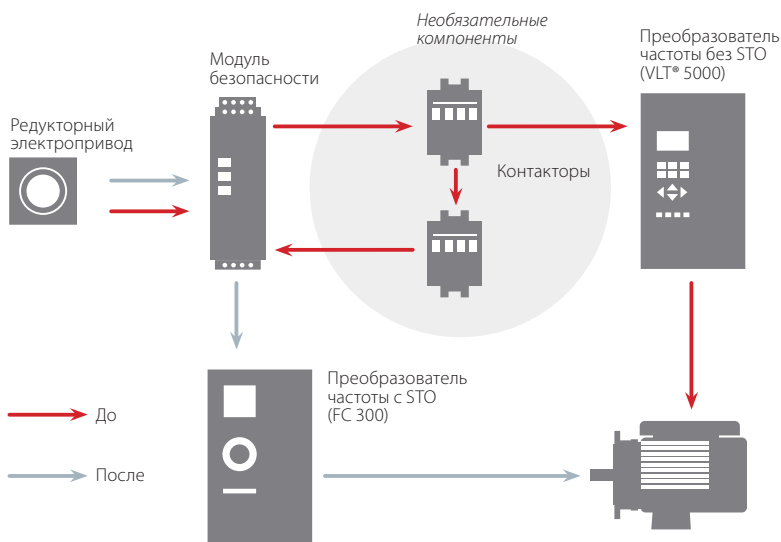 Необязательные
компоненты
Преобразователь
частоты без STO
(VLT® 5000)
Модуль
безопасности
Редукторный
электропривод
Контакторы
Преобразователь
частоты с STO
(FC 300)
До
После